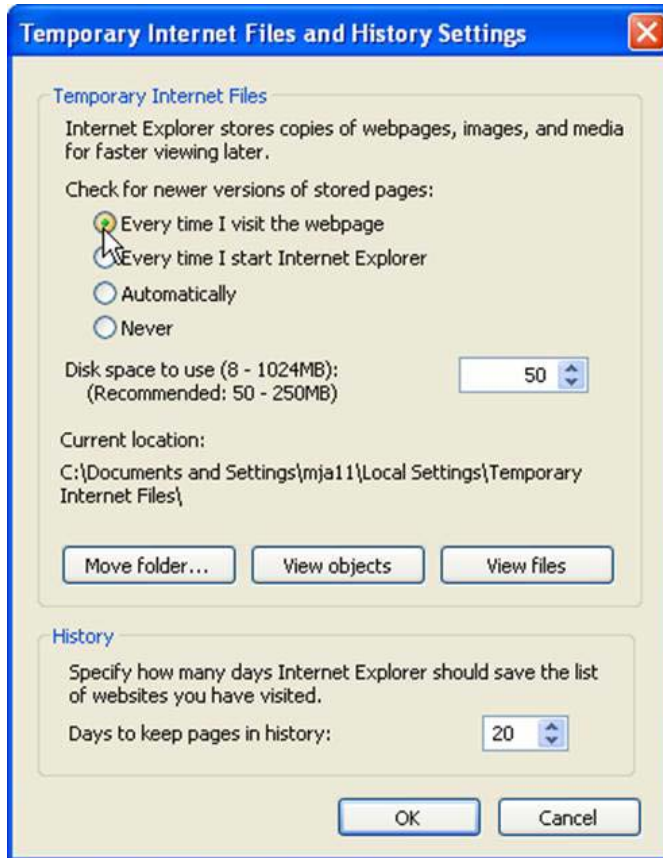 Temporary Internet Files and History Settings
Temporary Internet Files
Internet Explorer stores copies of webpages, images, and media
for faster viewing later.
Check for newer versions of stored pages:
Every time I visit the webpage
Every time I start Internet Explorer
Automatically
Never
Disk space to use (8 - 1024MB):
(Recommended: 50 - 250MB)
50
Current location:
C:\Documents and Settings\mja11\Local Settings\Temporary
Internet Files\
Move folder... View objects View files
History
Specify how many days Internet Explorer should save the list
of websites you have visited.
Days to keep pages in history: 20
OK Cancel